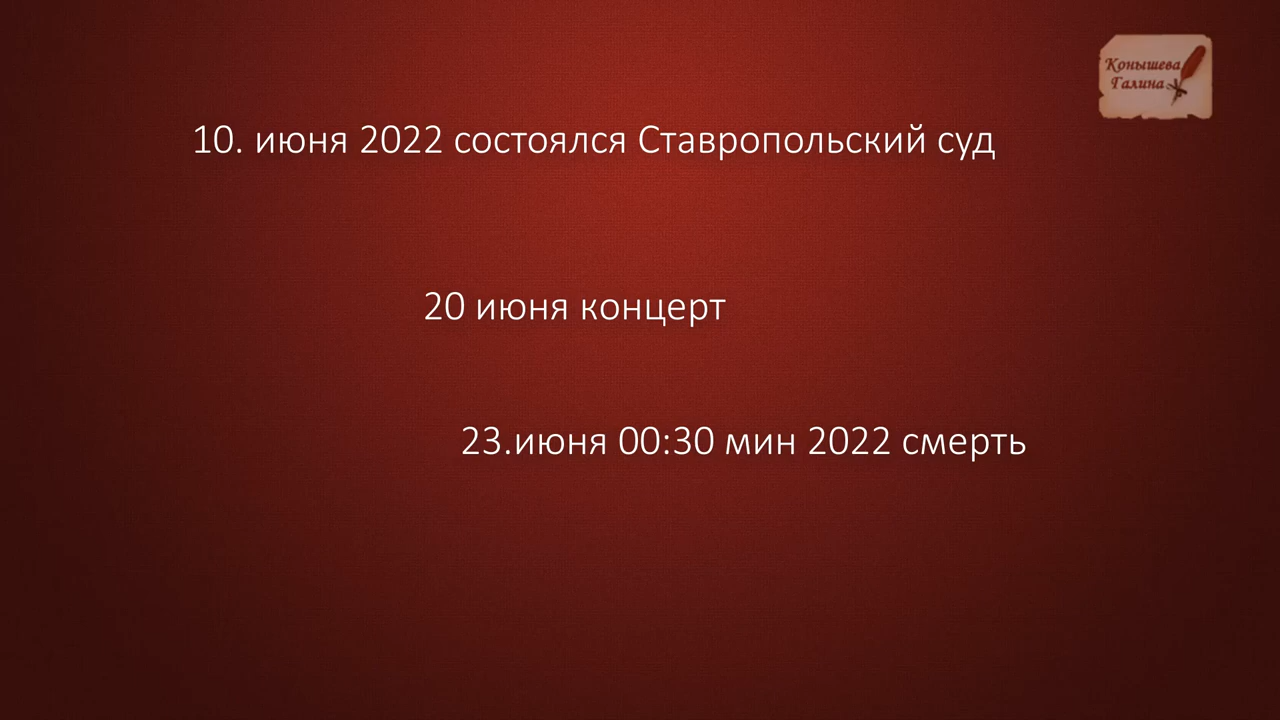 Конышева
Галина
10. июня 2022 состоялся Ставропольский суд
20 июня концерт
23.июня 00:30 мин 2022 смерть